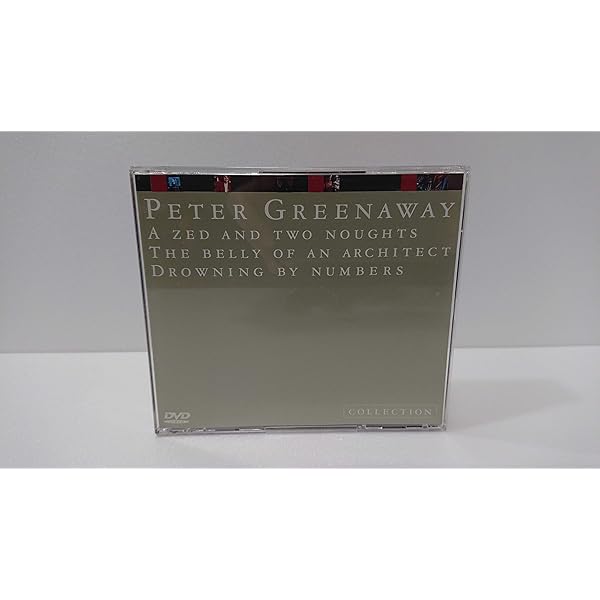 PETER GREENAWAY
A ZED AND TWO NOUGHTS
THE BELLY OF AN ARCHITECT
DROWNING BY NUMBERS
DVD
COLLECTION